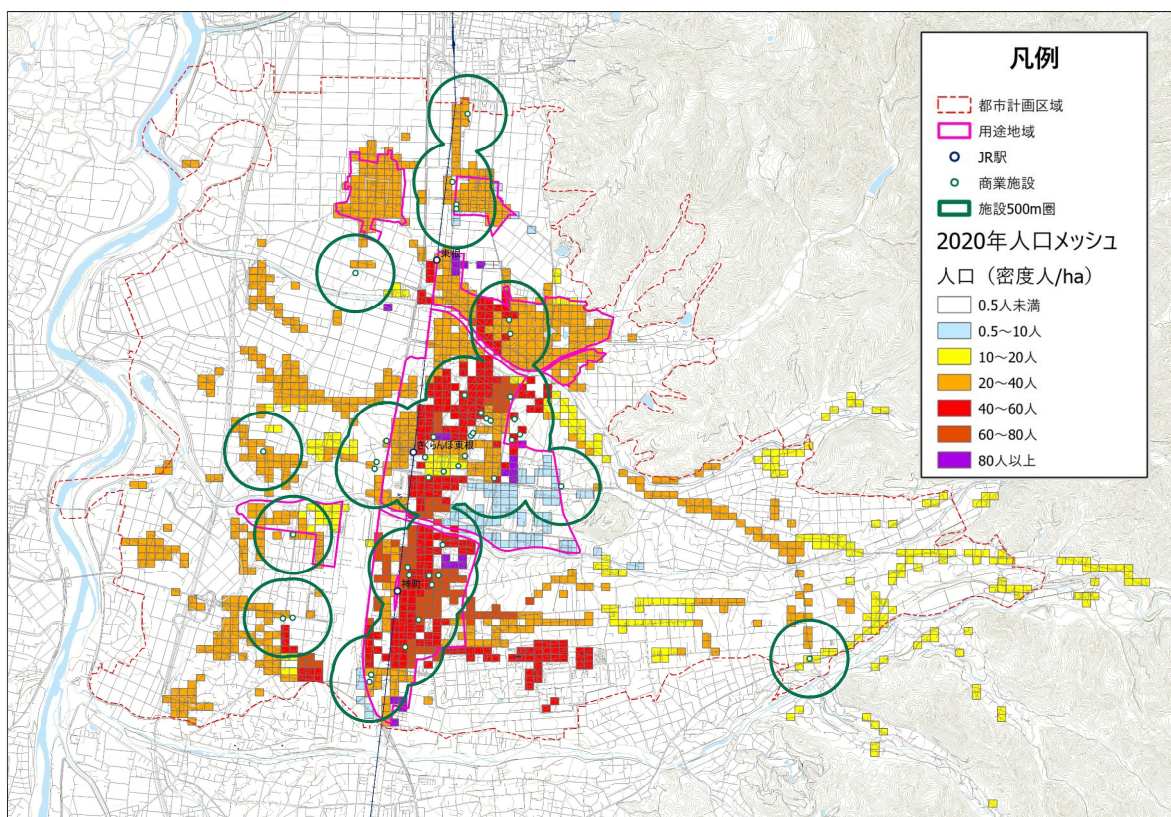 凡例
都市計画区域
用途地域
JR駅
商業施設
施設500m圏
2020年人口メッシュ
人口（密度人/ha）
0.5人未満
0.5～10人
10～20人
20～40人
40～60人
60～80人
80人以上
東根
さくらんぼ東根
神町